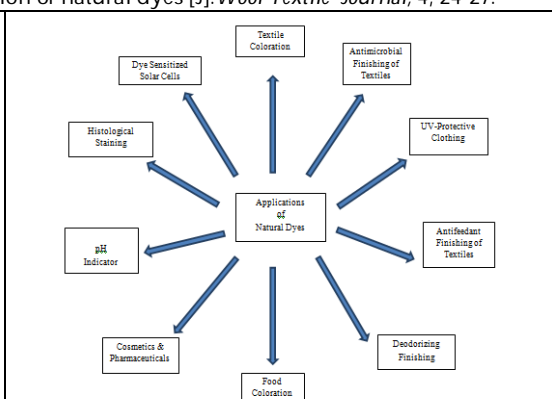 ion of natural dyes [J]. Wool Textile Journal, 4, 24-27.
Textile
Coloration
Antimicrobial
Finishing of
Textiles
UV-Protective
Clothing
Antifeedant
Finishing of
Textiles
Deodorizing
Finishing
Food
Coloration
Cosmetics &
Pharmaceuticals
pH
Indicator
Histological
Staining
Dye Sensitized
Solar Cells
Applications
of
Natural Dyes